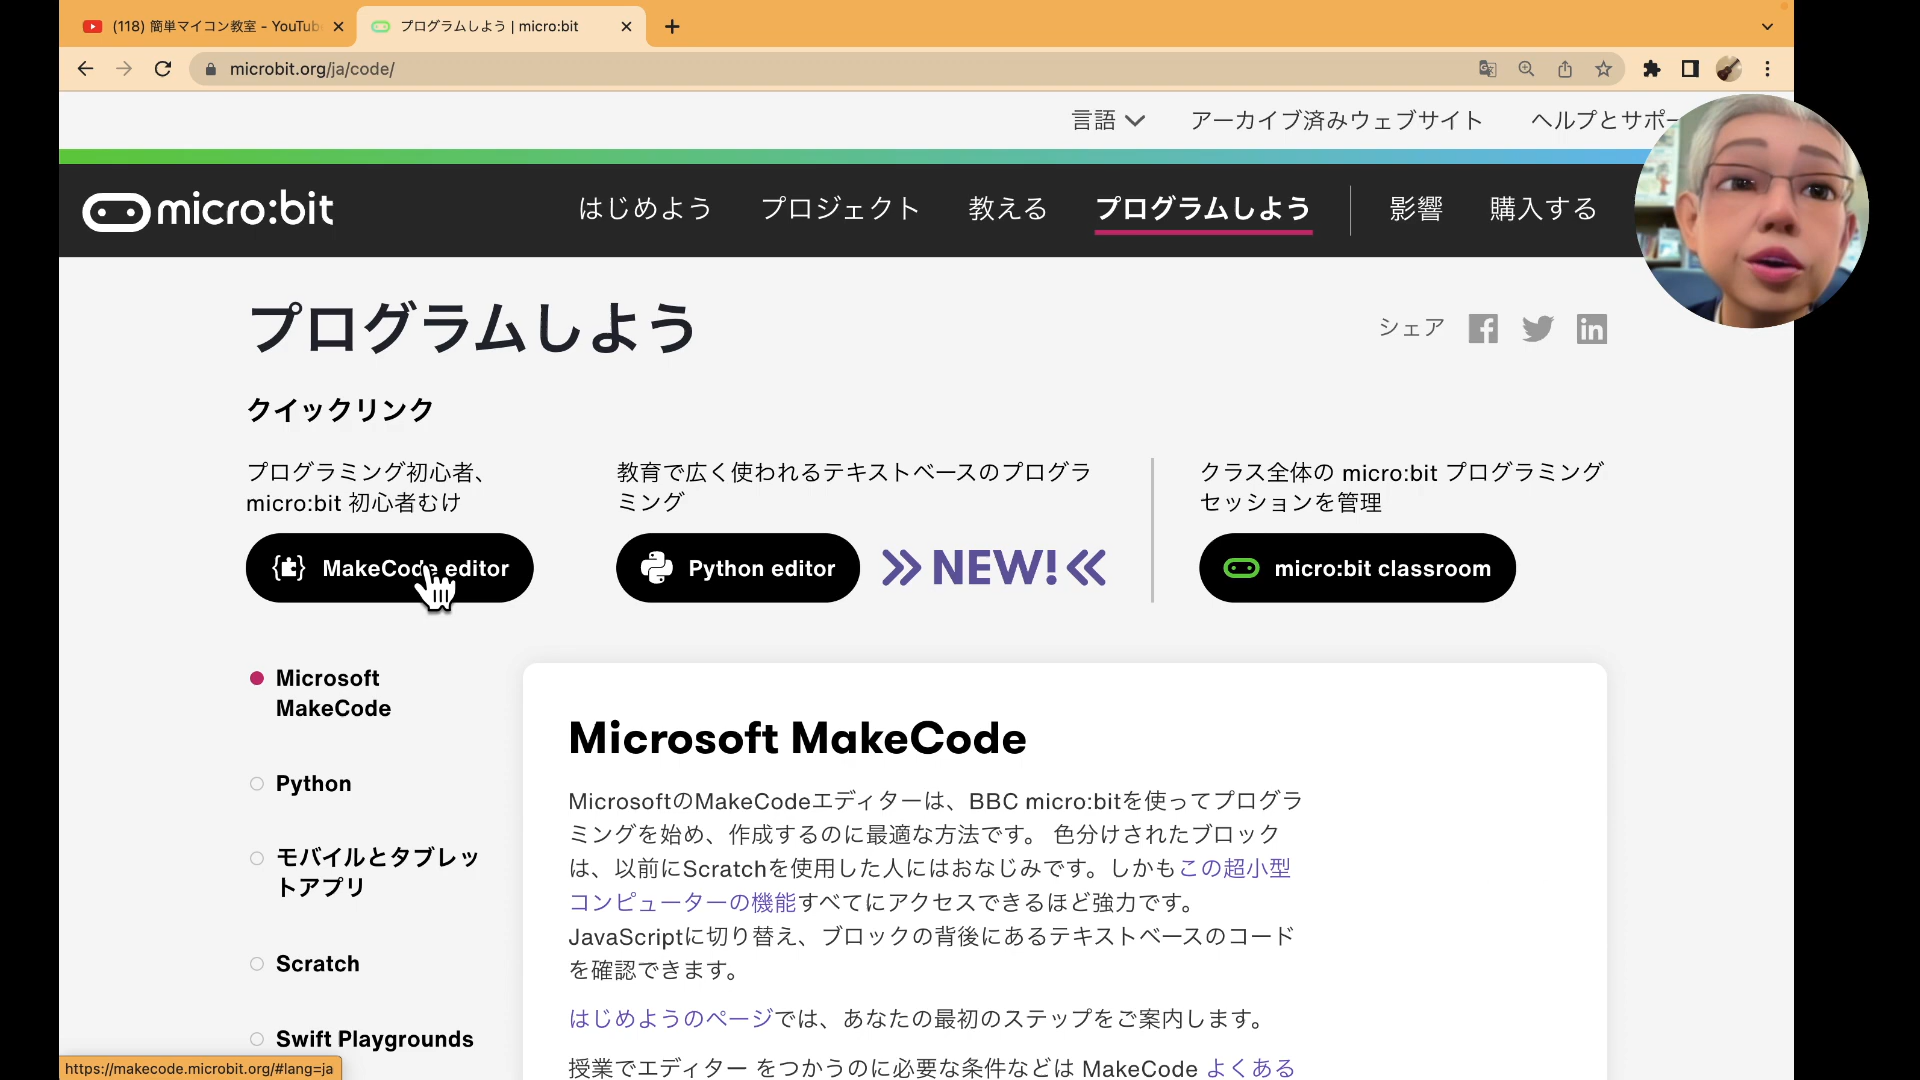 (118) 簡単マイコン教室 - YouTub
プログラムしよう | micro:bit
microbit.org/ja/code/
言語
アーカイブ済みウェブサイト
ヘルプとサポー
micro:bit
はじめよう
プロジェクト
教える
プログラムしよう
影響
購入する
プログラムしよう
シェア
クイックリンク
プログラミング初心者、
micro:bit 初心者むけ
MakeCode editor
教育で広く使われるテキストベースのプログラ
ミング
Python editor
NEW!
クラス全体の micro:bit プログラミング
セッションを管理
micro:bit classroom
Microsoft
MakeCode
Python
モバイルとタブレッ
トアプリ
Scratch
Swift Playgrounds
Microsoft MakeCode
MicrosoftのMakeCodeエディターは、BBC micro:bitを使ってプログラ
ミングを始め、作成するのに最適な方法です。 色分けされたブロック
は、以前にScratchを使用した人にはおなじみです。しかもこの超小型
コンピューターの機能すべてにアクセスできるほど強力です。
JavaScriptに切り替え、ブロックの背後にあるテキストベースのコード
を確認できます。
はじめようのページでは、あなたの最初のステップをご案内します。
授業でエディター をつかうのに必要な条件などは MakeCode よくある
https://makecode.microbit.org/#lang=ja